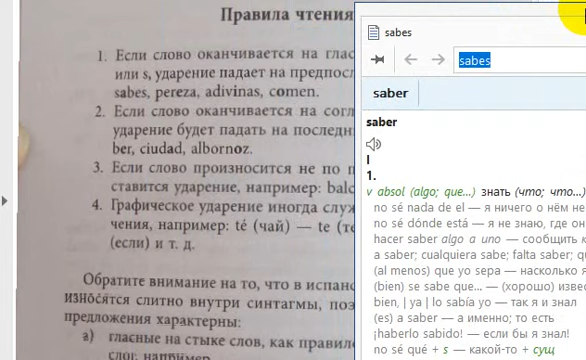 Правила чтения
1. Если слово оканчивается на глас
или s, ударение падает на предпосл
sabes, pereza, adivinas, comen.
2. Если слово оканчивается на согл
ударение будет падать на последн
ber, ciudad, albornoz.
3. Если слово произносится не по п
ставится ударение, например: balc
4. Графическое ударение иногда служ
чения, например: té (чай) — te (те
(если) и т. д.
Обратите внимание на то, что в испанс
износятся слитно внутри синтагмы, поэ
предложения характерны:
а) гласные на стыке слов, как правил
слог, например
sabes
sabes
saber
saber
I
1.
v absol (algo; que...) знать (что; что...)
no sé nada de el — я ничего о нём не
no sé dónde está — я не знаю, где он
hacer saber algo a uno — сообщить к
a saber; cualquiera sabe; falta saber; qu
(al menos) que yo sepa — насколько я
(bien) se sabe que... — (хорошо) извес
bien, | ya | lo sabía yo — так я и знал
(es) a saber — а именно; то есть
¡haberlo sabido! — если бы я знал!
no sé qué + s — какой-то + сущ